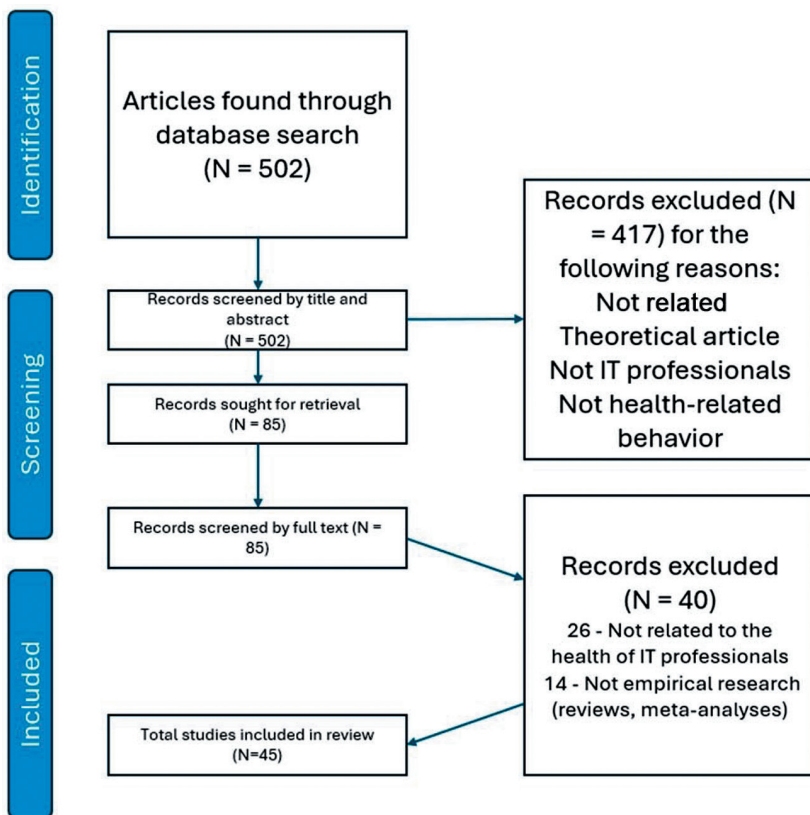 Identification
Articles found through
database search
(N = 502)
Records excluded (N
= 417) for the
following reasons:
Not related
Theoretical article
Not IT professionals
Not health-related
behavior
Screening
Records screened by title and
abstract
(N = 502)
Records sought for retrieval
(N = 85)
Records screened by full text (N =
85)
Records excluded
(N = 40)
26 - Not related to the
health of IT professionals
14 - Not empirical research
(reviews, meta-analyses)
Included
Total studies included in review
(N=45)